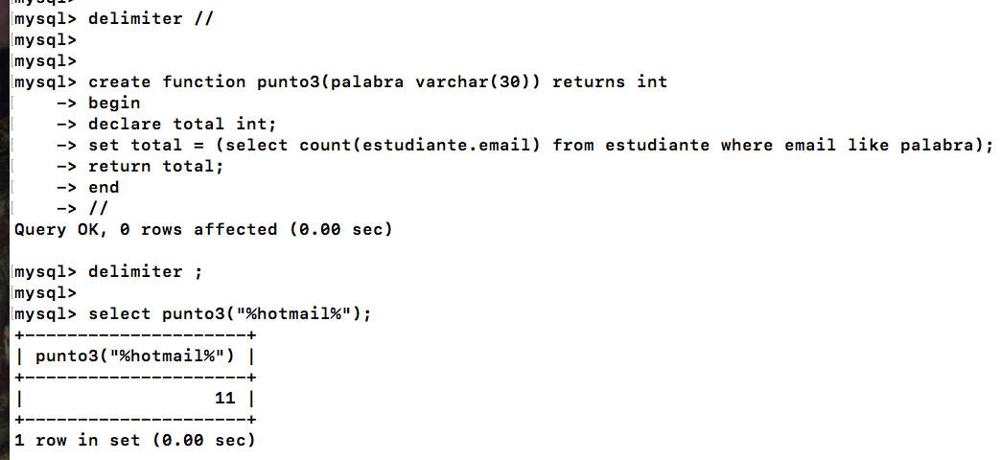 mysql> delimiter //
mysql>
mysql>
mysql> create function punto3(palabra varchar(30)) returns int
-> begin
-> declare total int;
-> set total = (select count(estudiante.email) from estudiante where email like palabra);
-> return total;
-> end
-> //
Query OK, 0 rows affected (0.00 sec)
mysql> delimiter ;
mysql>
mysql> select punto3("%hotmail%");
+---------------------+
| punto3("%hotmail%") |
+---------------------+
|                  11 |
+---------------------+
1 row in set (0.00 sec)